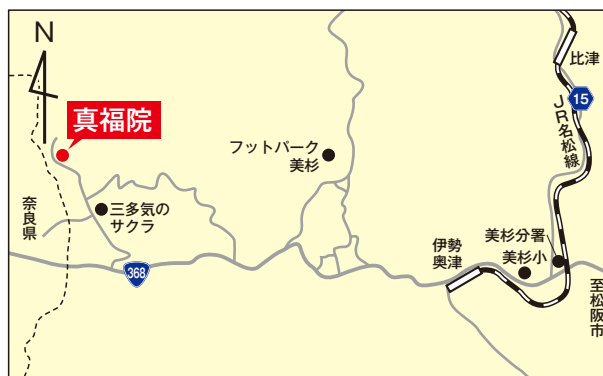 N
真福院
奈良県
三多気の
サクラ
368
フットパーク
美杉
伊勢
奥津
美杉分署
美杉小
比津
15
JR名松線
至松阪市